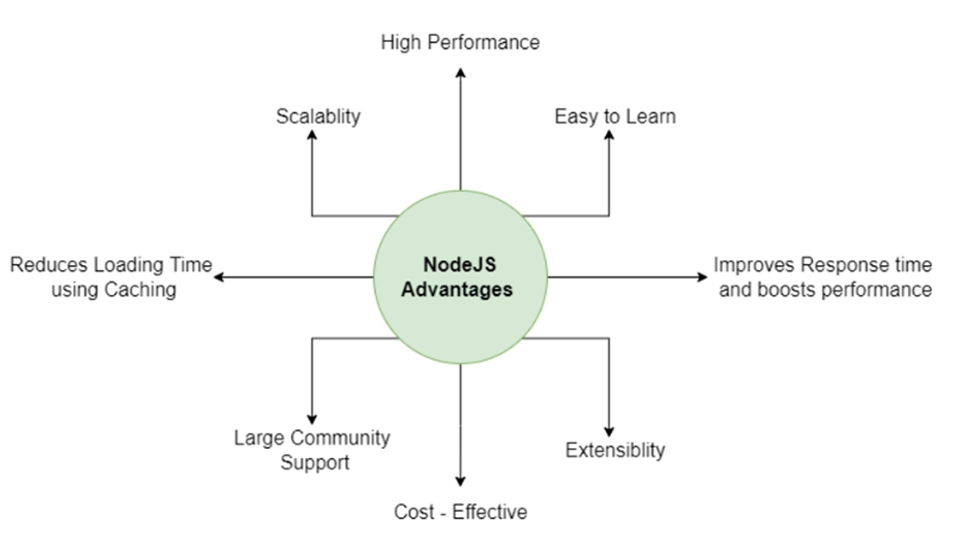 High Performance
Scalablity
Easy to Learn
NodeJS
Advantages
Reduces Loading Time
using Caching
Improves Response time
and boosts performance
Large Community
Support
Extensiblity
Cost - Effective